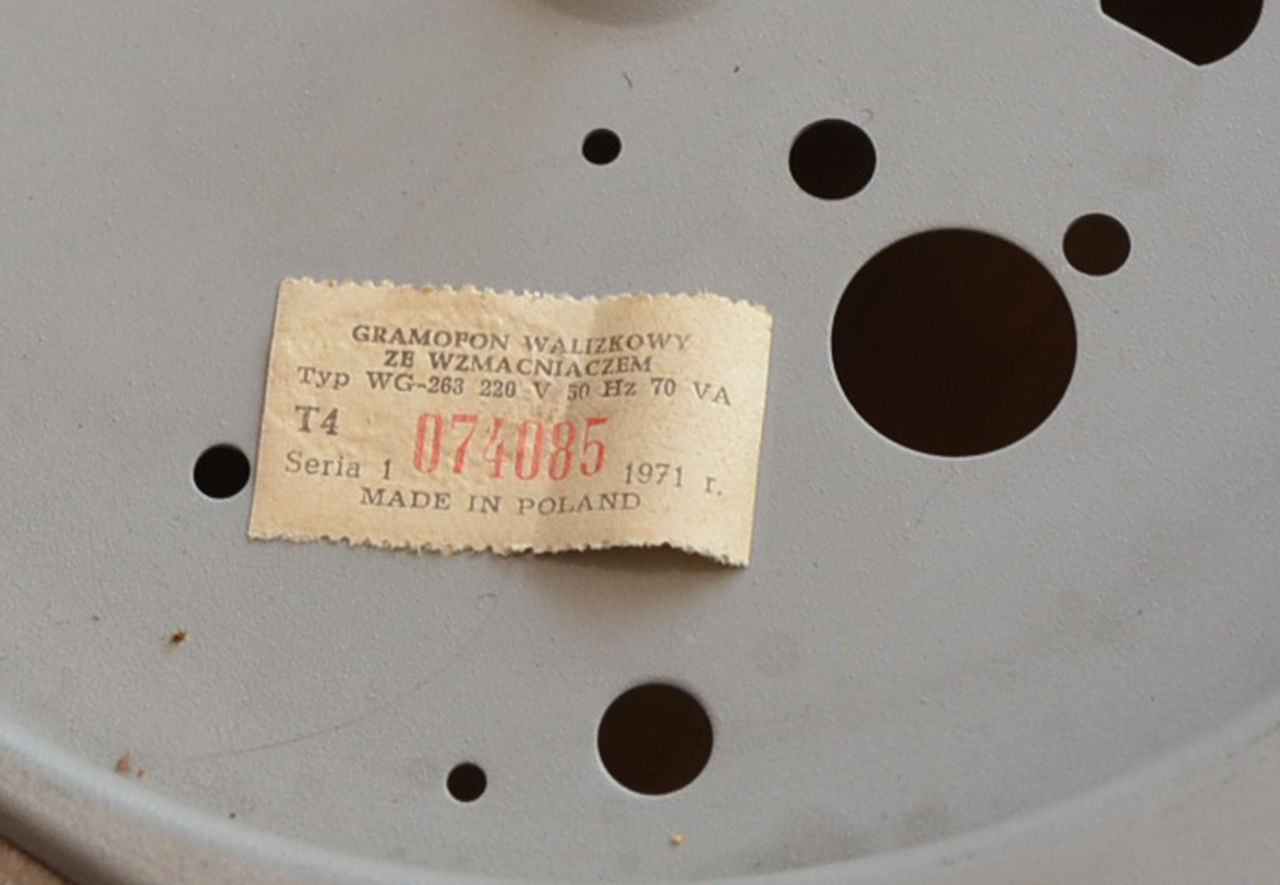 GRAMOFON WALIZKOWY
ZE WZMACNIACZEM
Typ WG-263 220 V 50 Hz 70 VA
T4
Seria 1 074085 1971 r.
MADE IN POLAND